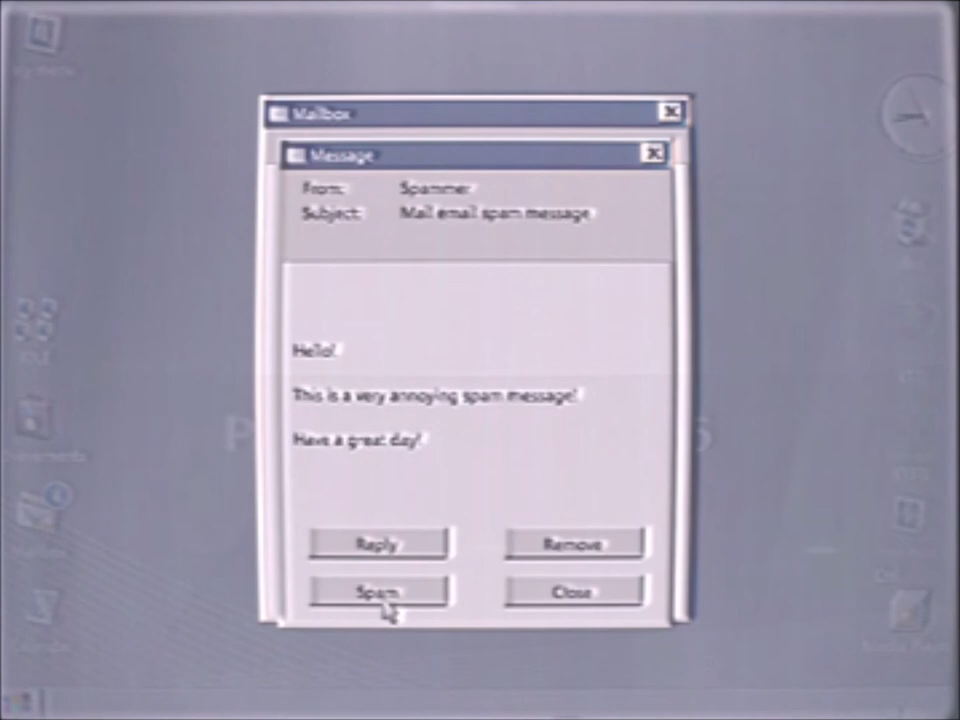 Mailbox
Message
From: Spammer
Subject: Mail email spam message
Hello!
This is a very annoying spam message!
Have a great day!
Reply
Remove
Spam
Close